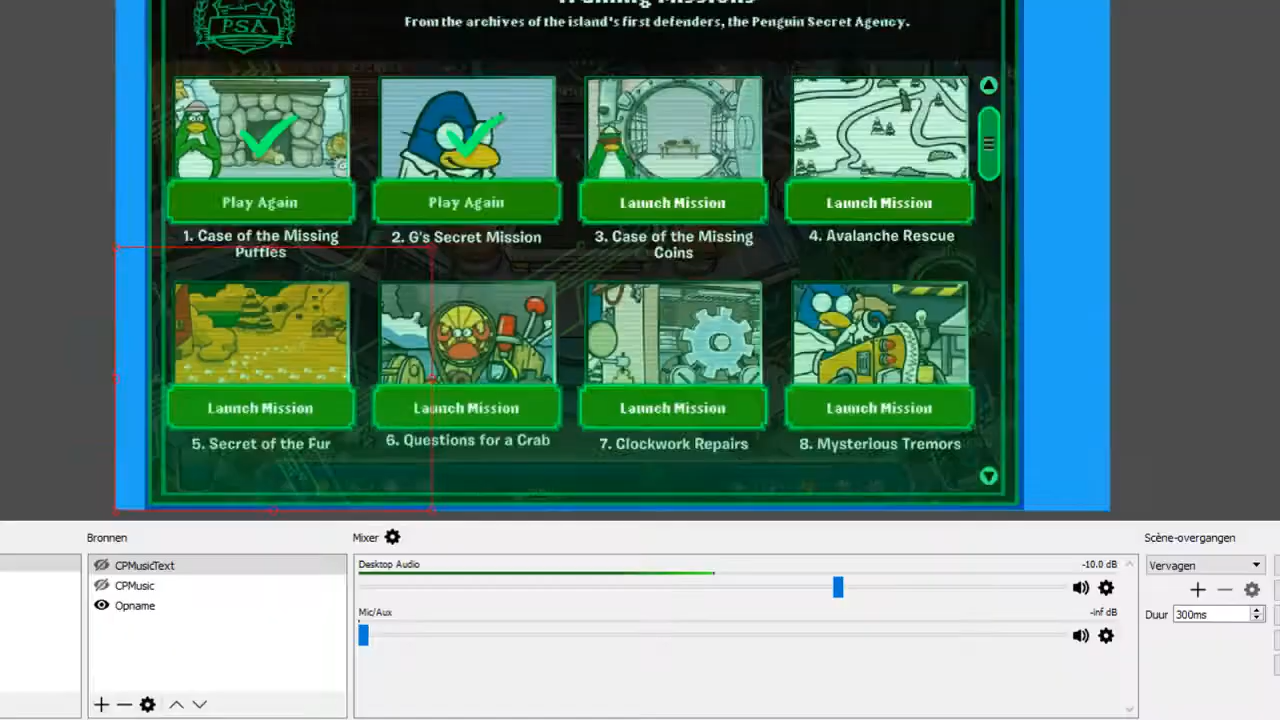 Training Missions
PSA
From the archives of the island's first defenders, the Penguin Secret Agency.
Play Again
Play Again
Launch Mission
Launch Mission
1. Case of the Missing
Puffles
2. G's Secret Mission
3. Case of the Missing
Coins
4. Avalanche Rescue
Launch Mission
Launch Mission
Launch Mission
Launch Mission
5. Secret of the Fur
6. Questions for a Crab
7. Clockwork Repairs
8. Mysterious Tremors
Bronnen
Mixer
Scène-overgangen
CPMusicText
CPMusic
Opname
Desktop Audio
-10.0 dB
Mic/Aux
-inf dB
Vervagen
Duur
300ms